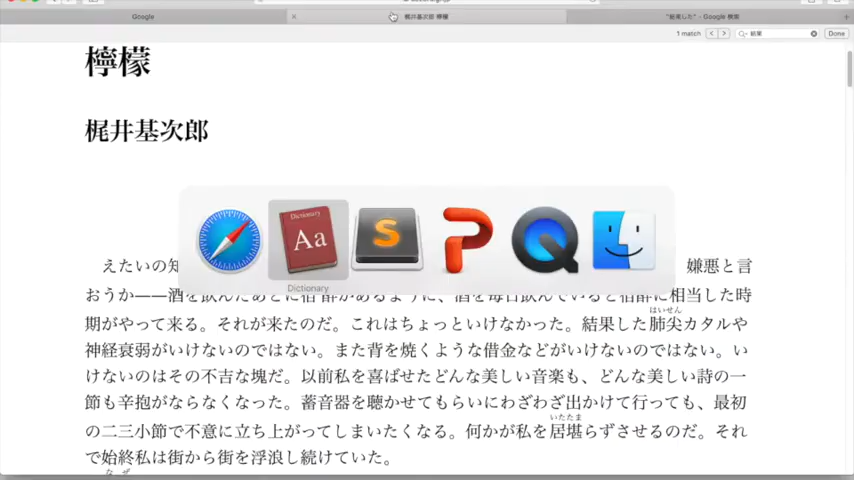 Google
梶井基次郎 檸檬
"結果した" - Google 検索
1 match
結果
Done
檸檬
梶井基次郎
Dictionary
Aa
S
Dictionary
えたいの知
嫌悪と言
おうか――酒を飲んだあとに宿酔があるように、酒を毎日飲んでいると宿酔に相当した時
はいせん
期がやって来る。それが来たのだ。これはちょっといけなかった。結果した肺尖カタルや
神経衰弱がいけないのではない。また背を焼くような借金などがいけないのではない。い
けないのはその不吉な塊だ。以前私を喜ばせたどんな美しい音楽も、どんな美しい詩の一
節も辛抱がならなくなった。蓄音器を聴かせてもらいにわざわざ出かけて行っても、最初
いたたま
の二三小節で不意に立ち上がってしまいたくなる。何かが私を居堪らずさせるのだ。それ
で始終私は街から街を浮浪し続けていた。
なぜ